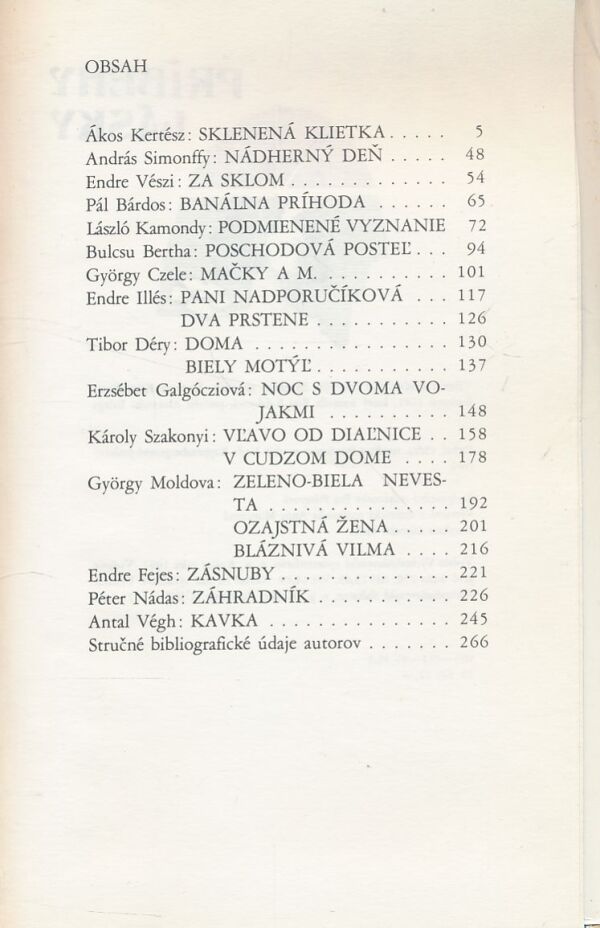 OBSAH
Ákos Kertész: SKLENENÁ KLIETKA . . . . . 5
András Simonffy: NÁDHERNÝ DEŇ . . . . . 48
Endre Vészi: ZA SKLOM . . . . . . . . . . . . 54
Pál Bárdos: BANÁLNA PRÍHODA . . . . . . 65
László Kamondy: PODMIENENÉ VYZNANIE 72
Bulcsu Bertha: POSCHODOVÁ POSTEĽ . . . 94
György Czele: MAČKY A M. . . . . . . . . . 101
Endre Illés: PANI NADPORUČÍKOVÁ . . . 117
DVA PRSTENE . . . . . . . . . . . 126
Tibor Déry: DOMA . . . . . . . . . . . . . . . 130
BIELY MOTÝĽ . . . . . . . . . . . . 137
Erzsébet Galgócziová: NOC S DVOMA VO-
JAKMI . . . . . . . . . . 148
Károly Szakonyi: VĽAVO OD DIAĽNICE . . 158
V CUDZOM DOME . . . . 178
György Moldova: ZELENO-BIELA NEVES-
TA . . . . . . . . . . . . . . 192
OZAJSTNÁ ŽENA . . . . . 201
BLÁZNIVÁ VILMA . . . . 216
Endre Fejes: ZÁSNUBY . . . . . . . . . . . . . 221
Péter Nádas: ZÁHRADNÍK . . . . . . . . . . 226
Antal Végh: KAVKA . . . . . . . . . . . . . . 245
Stručné bibliografické údaje autorov . . . . . . . 266